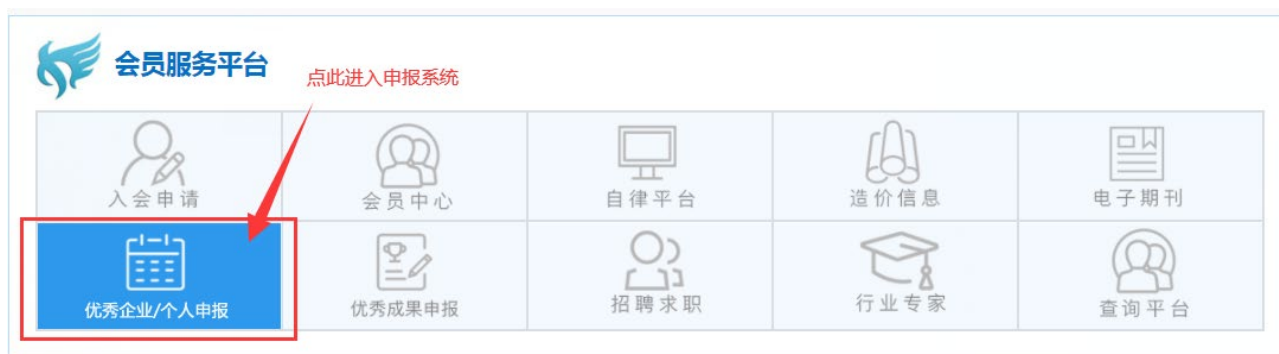 会员服务平台
点此进入申报系统
入会申请
会员中心
自律平台
造价信息
电子期刊
优秀企业/个人申报
优秀成果申报
招聘求职
行业专家
查询平台